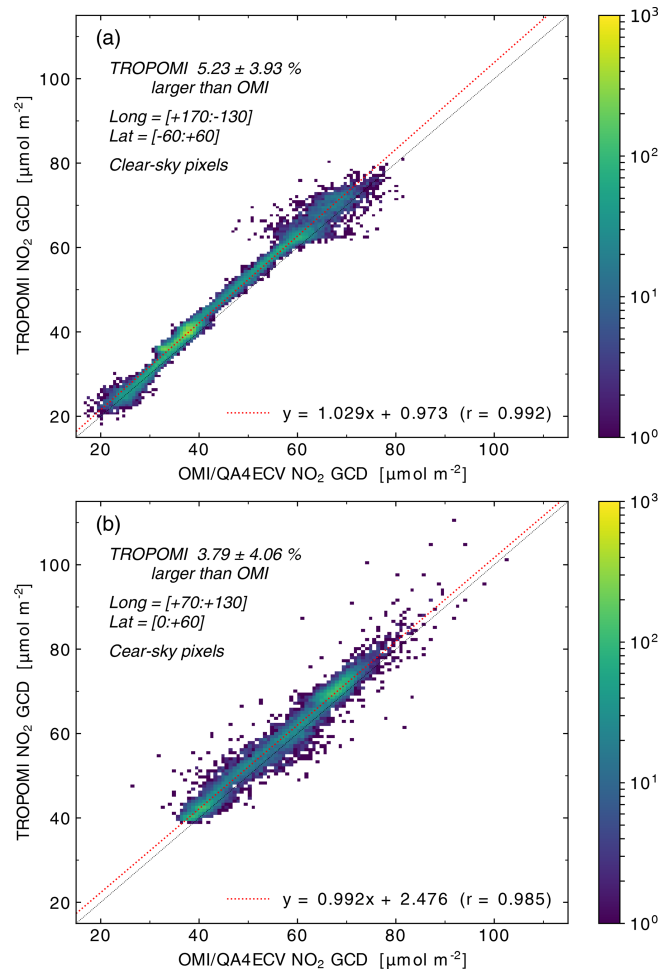 (a)
TROPOMI 5.23 ± 3.93 %
larger than OMI
Long = [+170:-130]
Lat = [-60:+60]
Clear-sky pixels
TROPOMI NO₂ GCD [μmol m⁻²]
100
80
60
40
20
y = 1.029x + 0.973 (r = 0.992)
20 40 60 80 100
OMI/QA4ECV NO₂ GCD [μmol m⁻²]
10³
10²
10¹
10⁰
(b)
TROPOMI 3.79 ± 4.06 %
larger than OMI
Long = [+70:+130]
Lat = [0:+60]
Cear-sky pixels
TROPOMI NO₂ GCD [μmol m⁻²]
100
80
60
40
20
y = 0.992x + 2.476 (r = 0.985)
20 40 60 80 100
OMI/QA4ECV NO₂ GCD [μmol m⁻²]
10³
10²
10¹
10⁰